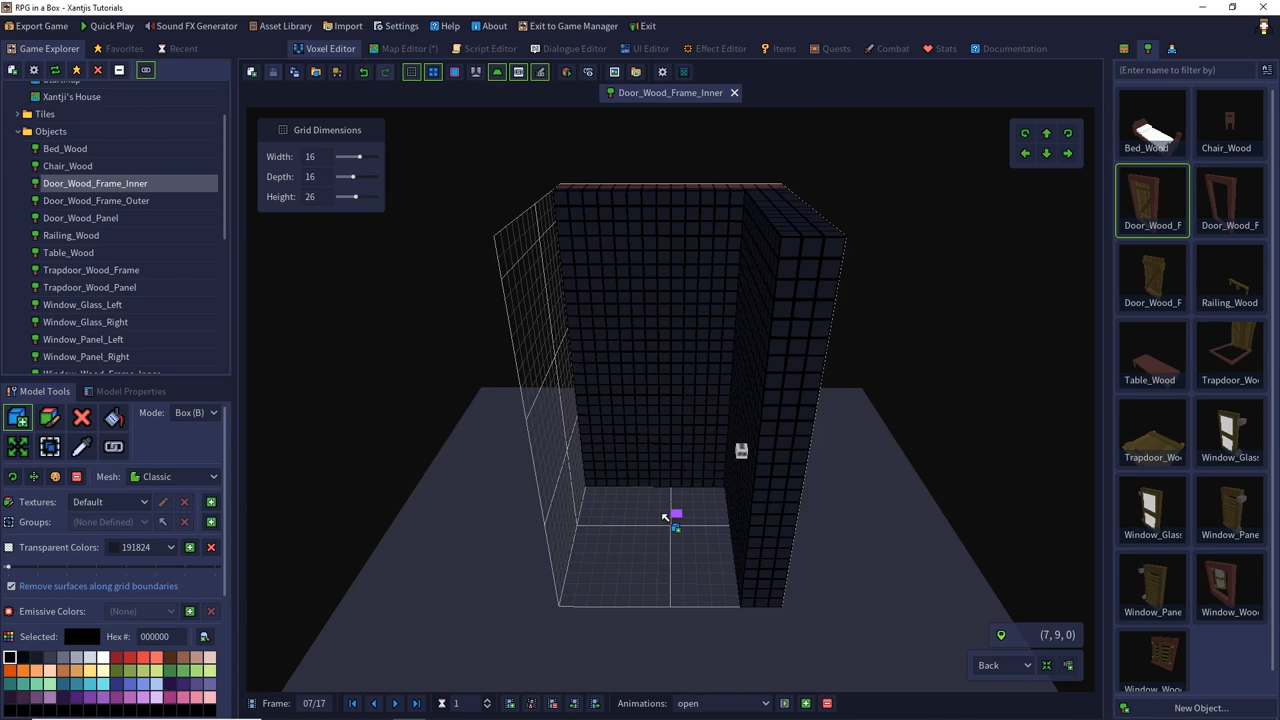 RPG in a Box - Xantjis Tutorials
Export Game Quick Play Sound FX Generator Asset Library Import Settings Help About Exit to Game Manager Exit
Game Explorer Favorites Recent Voxel Editor Map Editor (*) Script Editor Dialogue Editor UI Editor Effect Editor Items Quests Combat Stats Documentation
Door_Wood_Frame_Inner
Xantji's House
Tiles
Objects
Bed_Wood
Chair_Wood
Door_Wood_Frame_Inner
Door_Wood_Frame_Outer
Door_Wood_Panel
Railing_Wood
Table_Wood
Trapdoor_Wood_Frame
Trapdoor_Wood_Panel
Window_Glass_Left
Window_Glass_Right
Window_Panel_Left
Window_Panel_Right
Grid Dimensions
Width: 16
Depth: 16
Height: 26
Model Tools Model Properties
Mode: Box (B)
Mesh: Classic
Textures: Default
Groups: (None Defined)
Transparent Colors: 191824
Remove surfaces along grid boundaries
Emissive Colors: (None)
Selected: Hex #: 000000
(7, 9, 0)
Back
Frame: 07/17 1 Animations: open
(Enter name to filter by)
Bed_Wood Chair_Wood
Door_Wood_F Door_Wood_F
Door_Wood_F Railing_Wood
Table_Wood Trapdoor_Wo
Trapdoor_Wo Window_Glass
Window_Glass Window_Pane
Window_Pane Window_Wood
Window_Wood
New Object...